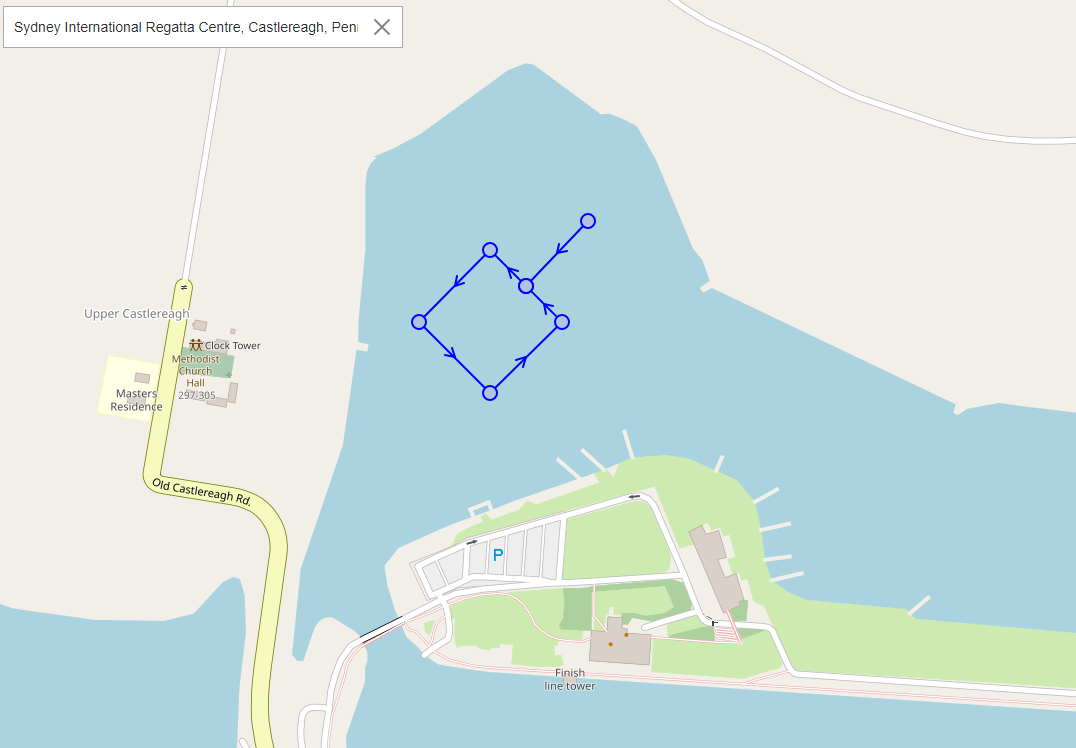 Sydney International Regatta Centre, Castlereagh, Pen
Upper Castlereagh
Clock Tower
Methodist
Church
Hall
297-305
Masters
Residence
Old Castlereagh Rd.
P
Finish
line tower